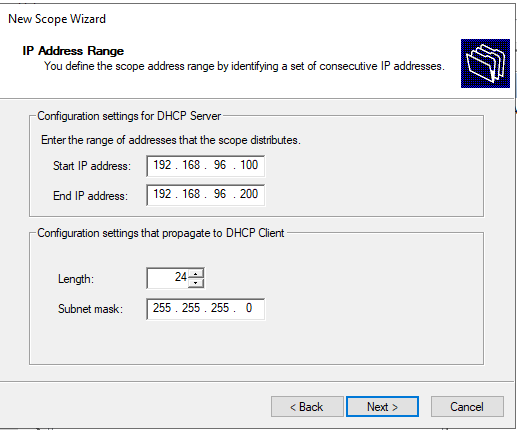 New Scope Wizard
IP Address Range
You define the scope address range by identifying a set of consecutive IP addresses.
Configuration settings for DHCP Server
Enter the range of addresses that the scope distributes.
Start IP address: 192 . 168 . 96 . 100
End IP address: 192 . 168 . 96 . 200
Configuration settings that propagate to DHCP Client
Length: 24
Subnet mask: 255 . 255 . 255 . 0
< Back Next > Cancel